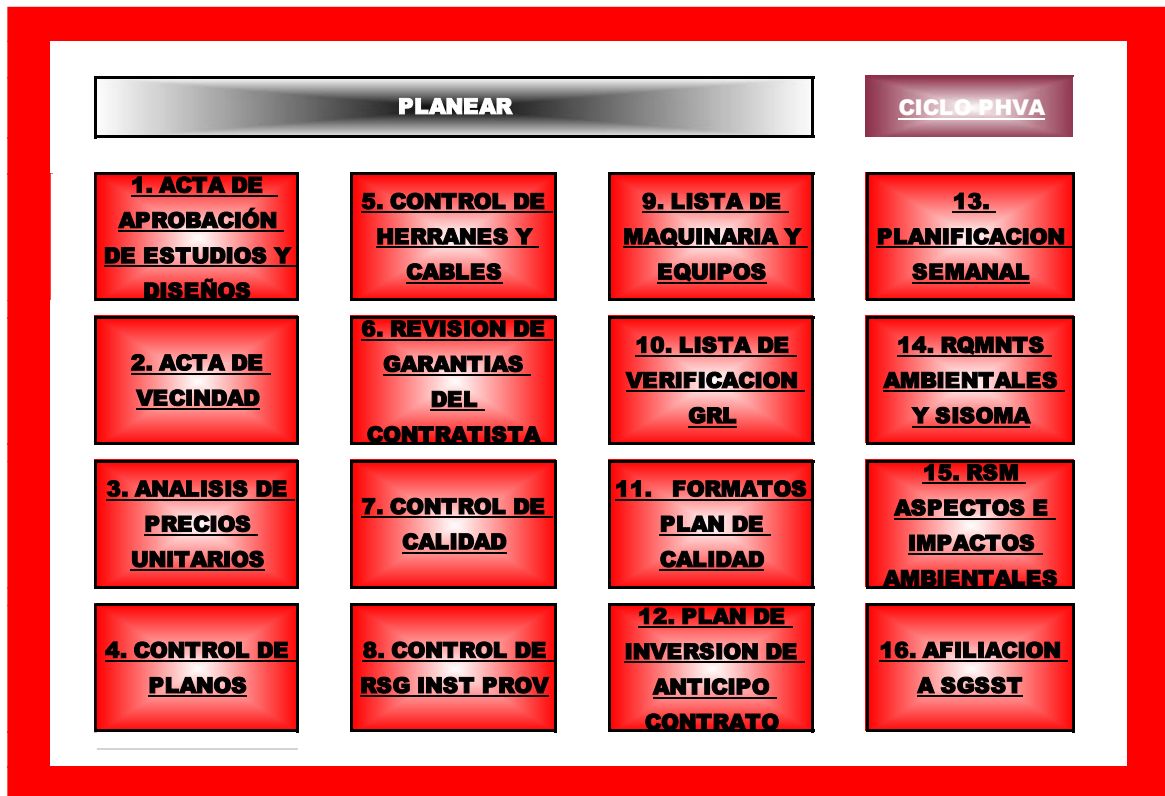 PLANEAR
CICLO PHVA
1. ACTA DE
APROBACIÓN
DE ESTUDIOS Y
DISEÑOS
2. ACTA DE
VECINDAD
3. ANALISIS DE
PRECIOS
UNITARIOS
4. CONTROL DE
PLANOS
5. CONTROL DE
HERRANES Y
CABLES
6. REVISION DE
GARANTIAS
DEL
CONTRATISTA
7. CONTROL DE
CALIDAD
8. CONTROL DE
RSG INST PROV
9. LISTA DE
MAQUINARIA Y
EQUIPOS
10. LISTA DE
VERIFICACION
GRL
11. FORMATOS
PLAN DE
CALIDAD
12. PLAN DE
INVERSION DE
ANTICIPO
CONTRATO
13.
PLANIFICACION
SEMANAL
14. RQMNTS
AMBIENTALES
Y SISOMA
15. RSM
ASPECTOS E
IMPACTOS
AMBIENTALES
16. AFILIACION
A SGSST